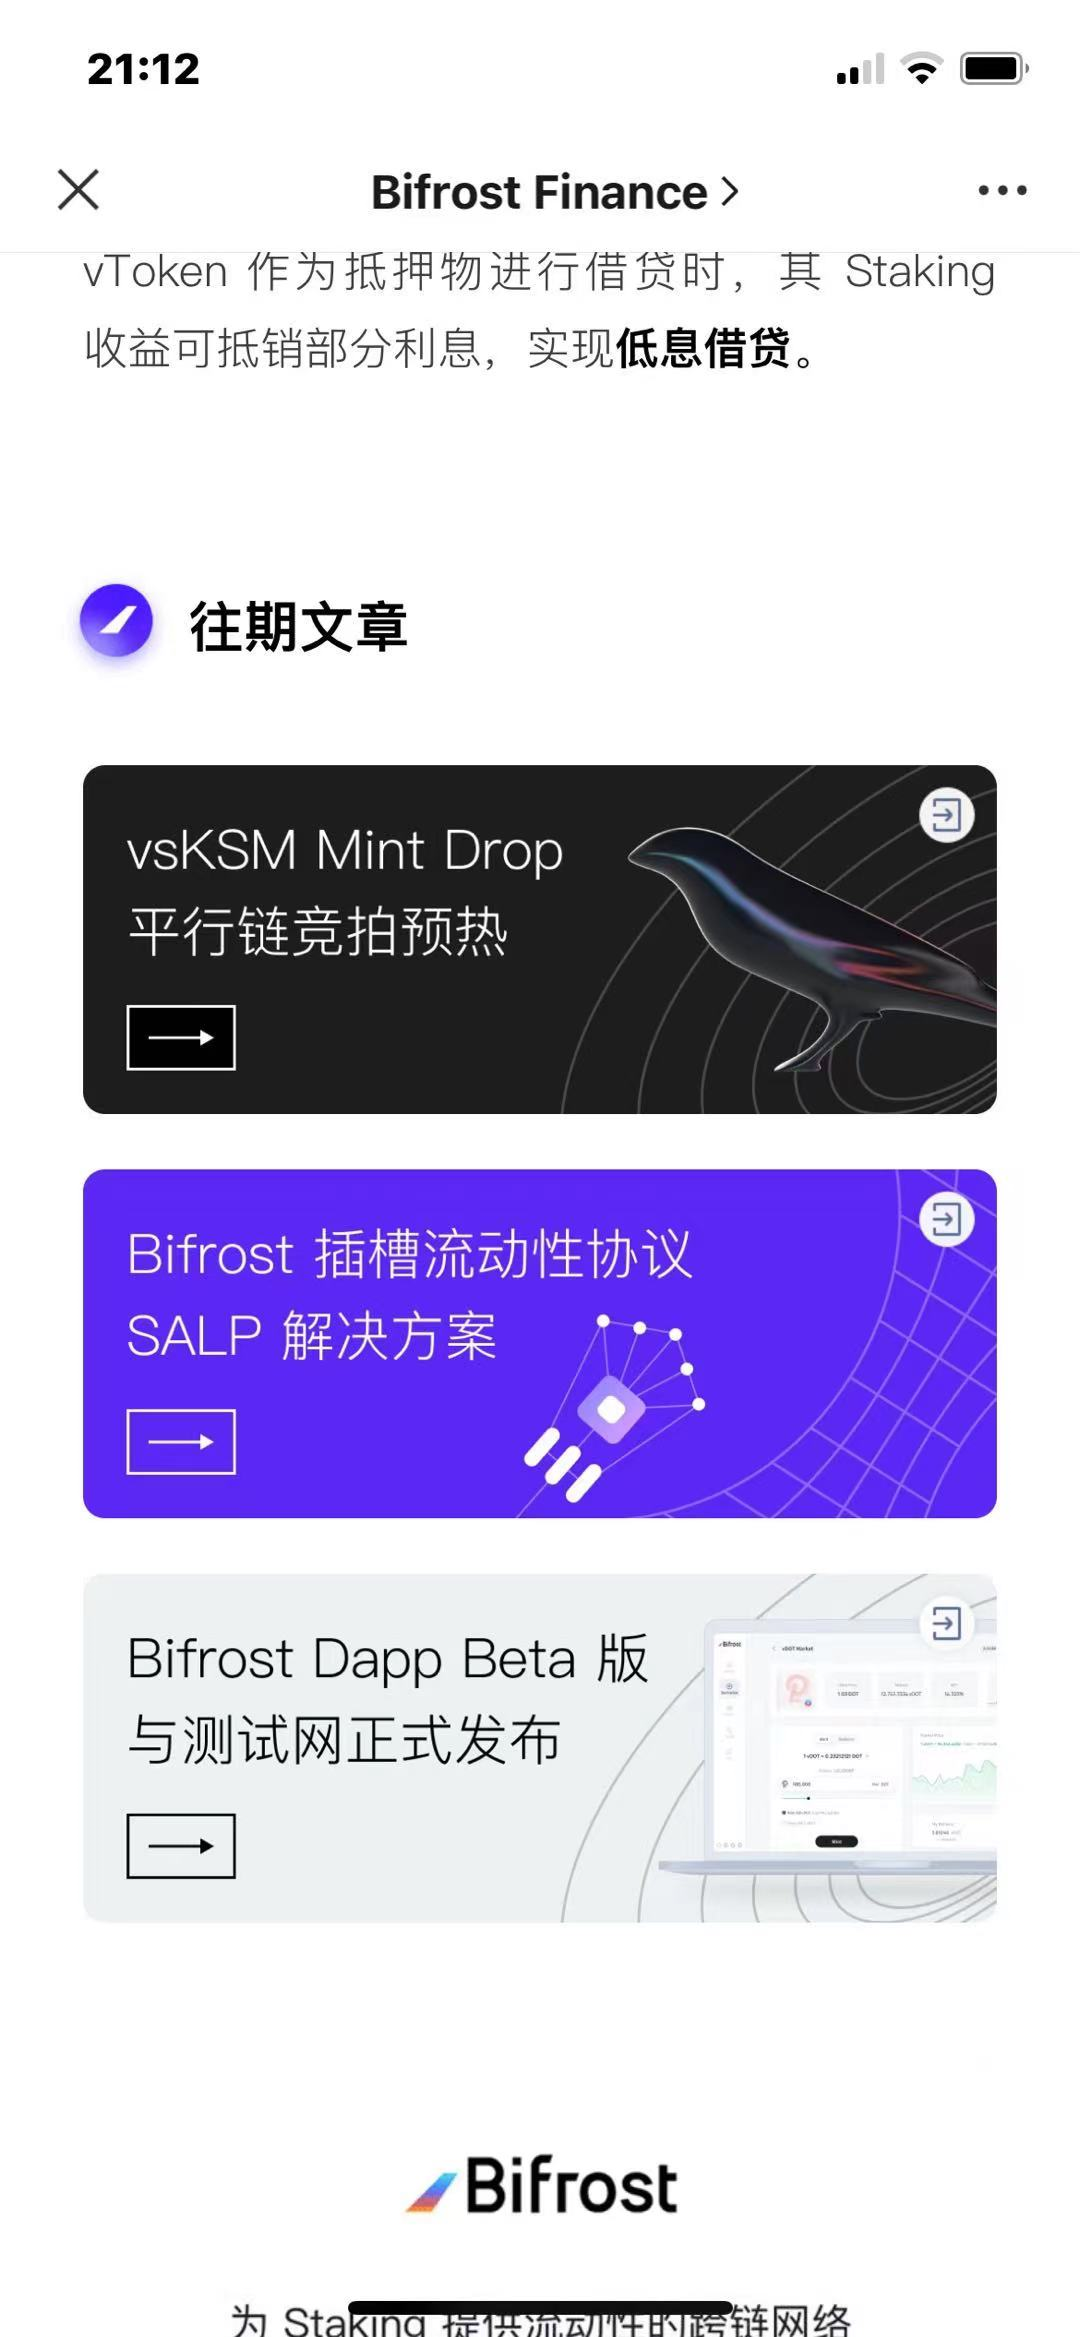 21:12
Bifrost Finance
vToken 作为抵押物进行借贷时，其 Staking
收益可抵销部分利息，实现低息借贷。
往期文章
vsKSM Mint Drop
平行链竞拍预热
Bifrost 插槽流动性协议
SALP 解决方案
Bifrost Dapp Beta 版
与测试网正式发布
Bifrost
vDOT Market
Bifrost
为 Staking 提供流动性的跨链网络